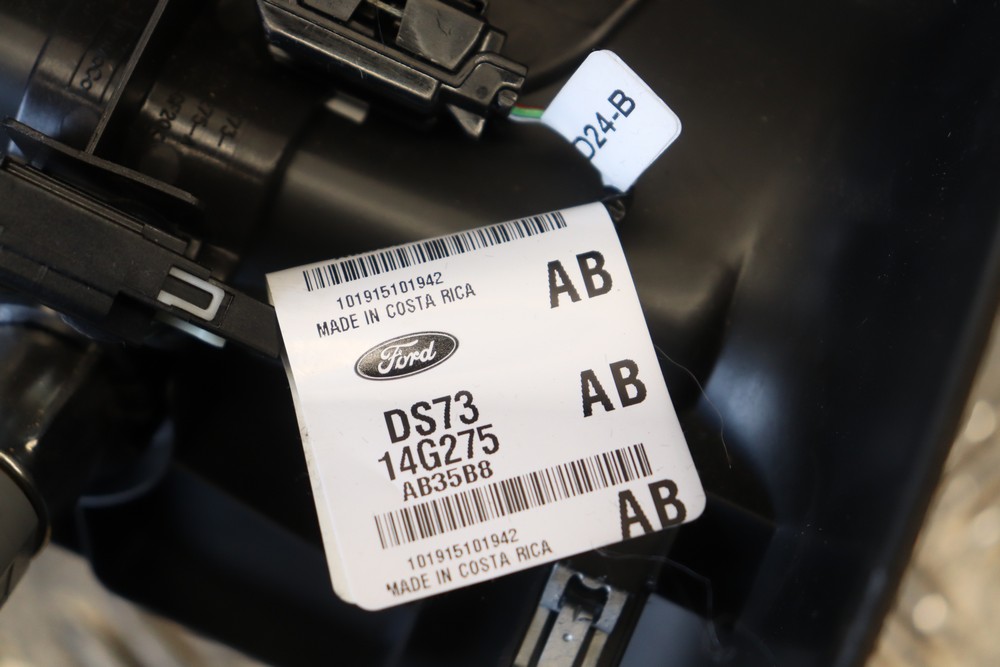 D24-B
101915101942
MADE IN COSTA RICA
AB
Ford
DS73
14G275
AB35B8
AB
AB
101915101942
MADE IN COSTA RICA